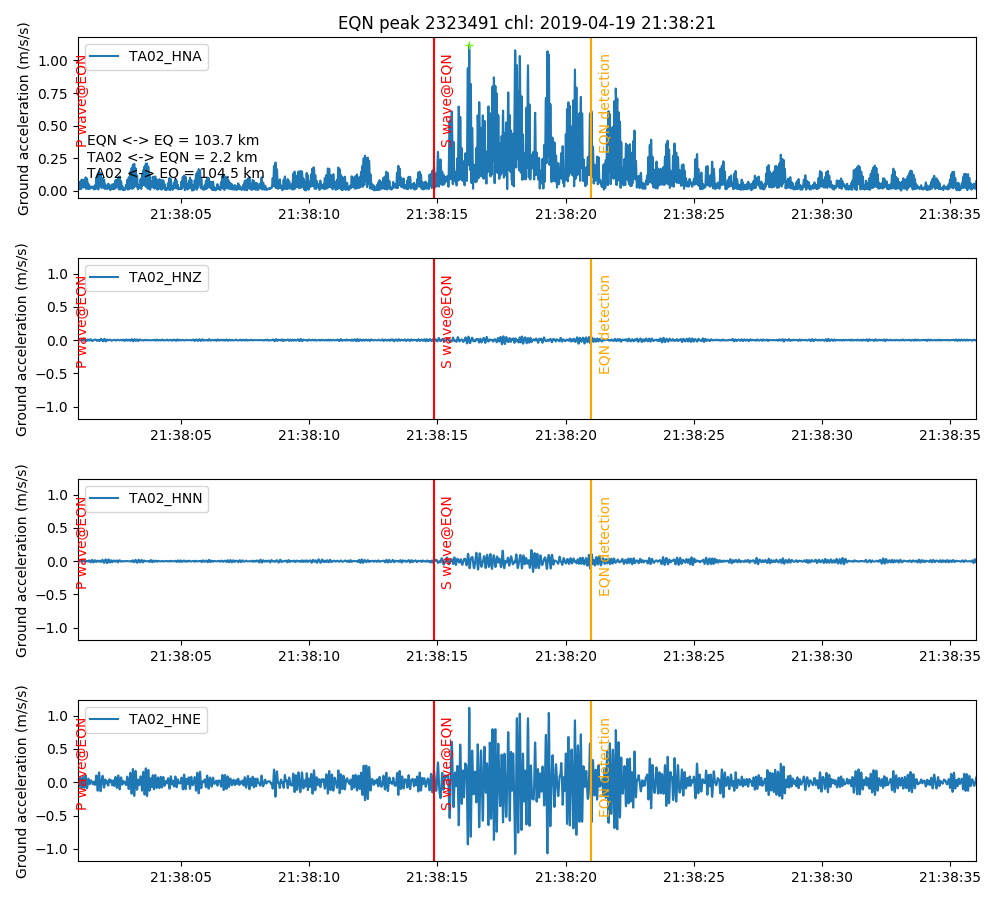 EQN peak 2323491 chl: 2019-04-19 21:38:21
Ground acceleration (m/s/s)
1.00
0.75
0.50
0.25
0.00
TA02_HNA
P wave@EQN
S wave@EQN
EQN detection
EQN <-> EQ = 103.7 km
TA02 <-> EQN = 2.2 km
TA02 <-> EQ = 104.5 km
21:38:05 21:38:10 21:38:15 21:38:20 21:38:25 21:38:30 21:38:35
Ground acceleration (m/s/s)
1.0
0.5
0.0
−0.5
−1.0
TA02_HNZ
P wave@EQN
S wave@EQN
EQN detection
21:38:05 21:38:10 21:38:15 21:38:20 21:38:25 21:38:30 21:38:35
Ground acceleration (m/s/s)
1.0
0.5
0.0
−0.5
−1.0
TA02_HNN
P wave@EQN
S wave@EQN
EQN detection
21:38:05 21:38:10 21:38:15 21:38:20 21:38:25 21:38:30 21:38:35
Ground acceleration (m/s/s)
1.0
0.5
0.0
−0.5
−1.0
TA02_HNE
P wave@EQN
S wave@EQN
EQN detection
21:38:05 21:38:10 21:38:15 21:38:20 21:38:25 21:38:30 21:38:35